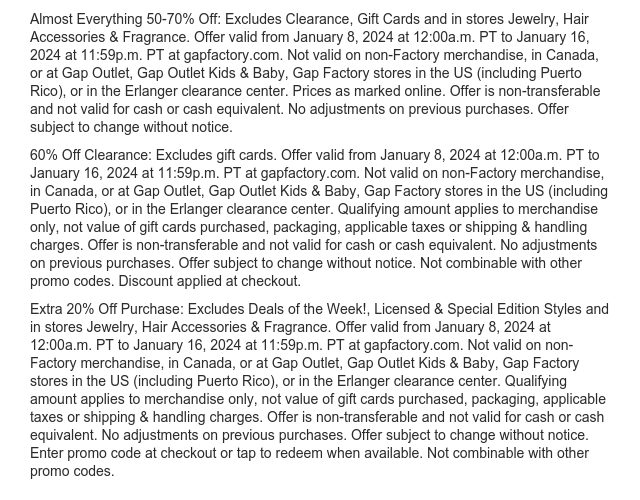 Almost Everything 50-70% Off: Excludes Clearance, Gift Cards and in stores Jewelry, Hair
Accessories & Fragrance. Offer valid from January 8, 2024 at 12:00a.m. PT to January 16,
2024 at 11:59p.m. PT at gapfactory.com. Not valid on non-Factory merchandise, in Canada,
or at Gap Outlet, Gap Outlet Kids & Baby, Gap Factory stores in the US (including Puerto
Rico), or in the Erlanger clearance center. Prices as marked online. Offer is non-transferable
and not valid for cash or cash equivalent. No adjustments on previous purchases. Offer
subject to change without notice.
60% Off Clearance: Excludes gift cards. Offer valid from January 8, 2024 at 12:00a.m. PT to
January 16, 2024 at 11:59p.m. PT at gapfactory.com. Not valid on non-Factory merchandise,
in Canada, or at Gap Outlet, Gap Outlet Kids & Baby, Gap Factory stores in the US (including
Puerto Rico), or in the Erlanger clearance center. Qualifying amount applies to merchandise
only, not value of gift cards purchased, packaging, applicable taxes or shipping & handling
charges. Offer is non-transferable and not valid for cash or cash equivalent. No adjustments
on previous purchases. Offer subject to change without notice. Not combinable with other
promo codes. Discount applied at checkout.
Extra 20% Off Purchase: Excludes Deals of the Week!, Licensed & Special Edition Styles and
in stores Jewelry, Hair Accessories & Fragrance. Offer valid from January 8, 2024 at
12:00a.m. PT to January 16, 2024 at 11:59p.m. PT at gapfactory.com. Not valid on non-
Factory merchandise, in Canada, or at Gap Outlet, Gap Outlet Kids & Baby, Gap Factory
stores in the US (including Puerto Rico), or in the Erlanger clearance center. Qualifying
amount applies to merchandise only, not value of gift cards purchased, packaging, applicable
taxes or shipping & handling charges. Offer is non-transferable and not valid for cash or cash
equivalent. No adjustments on previous purchases. Offer subject to change without notice.
Enter promo code at checkout or tap to redeem when available. Not combinable with other
promo codes.